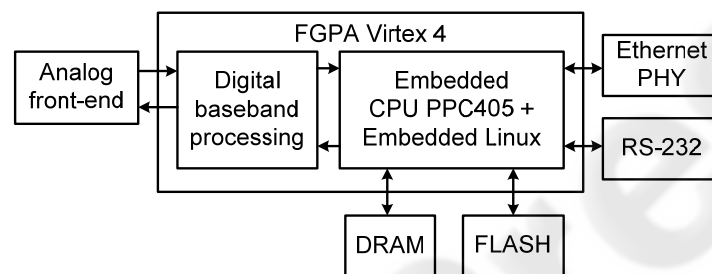 FGPA Virtex 4
Analog
front-end
Digital
baseband
processing
Embedded
CPU PPC405 +
Embedded Linux
Ethernet
PHY
RS-232
DRAM
FLASH